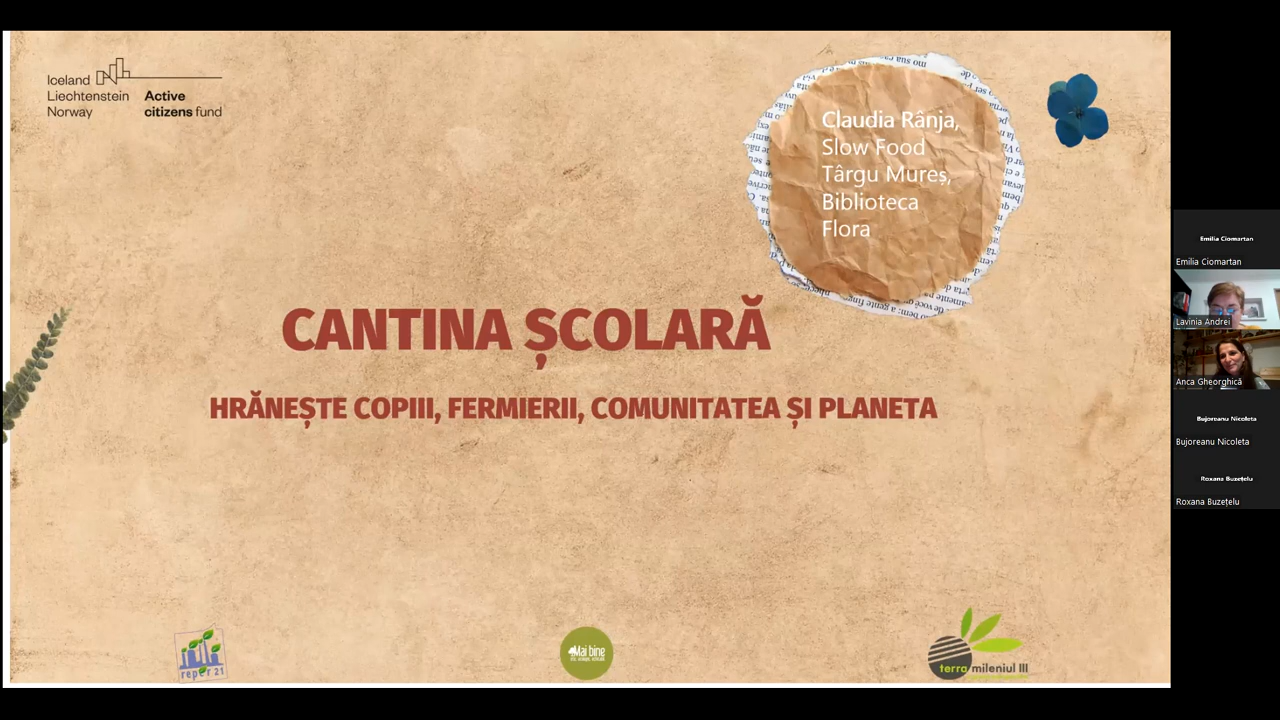 Iceland
Liechtenstein Active
Norway citizens fund
Claudia Rânja,
Slow Food
Târgu Mureș,
Biblioteca
Flora
CANTINA ȘCOLARĂ
HRĂNEȘTE COPIII, FERMIERII, COMUNITATEA ȘI PLANETA
reper 21
Mai bine
terra mileniul III
Emilia Ciomartan
Emilia Ciomartan
Lavinia Andrei
Anca Gheorghică
Bujoreanu Nicoleta
Bujoreanu Nicoleta
Roxana Buzețelu
Roxana Buzețelu